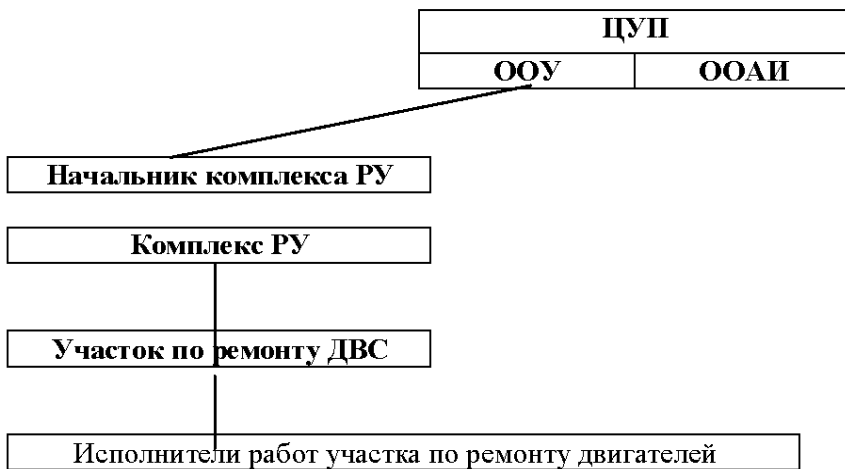 ЦУП
ООУ ООАИ
Начальник комплекса РУ
Комплекс РУ
Участок по ремонту ДВС
Исполнители работ участка по ремонту двигателей